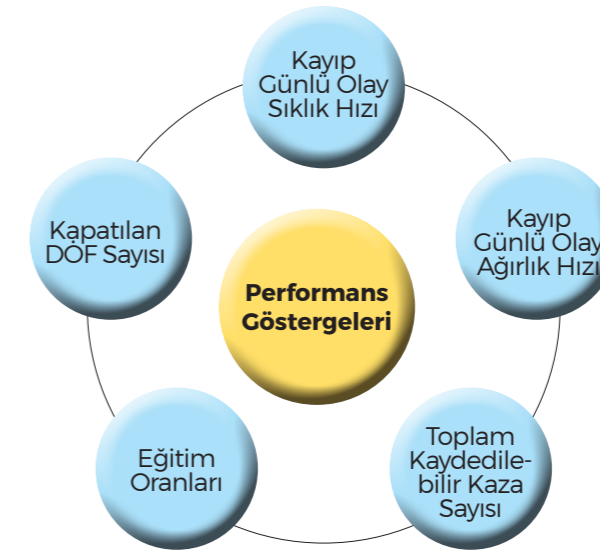 Kayıp
Günlü Olay
Sıklık Hızı
Kayıp
Günlü Olay
Ağırlık Hızı
Toplam
Kaydedile-
bilir Kaza
Sayısı
Eğitim
Oranları
Kapatılan
DÖF Sayısı
Performans
Göstergeleri